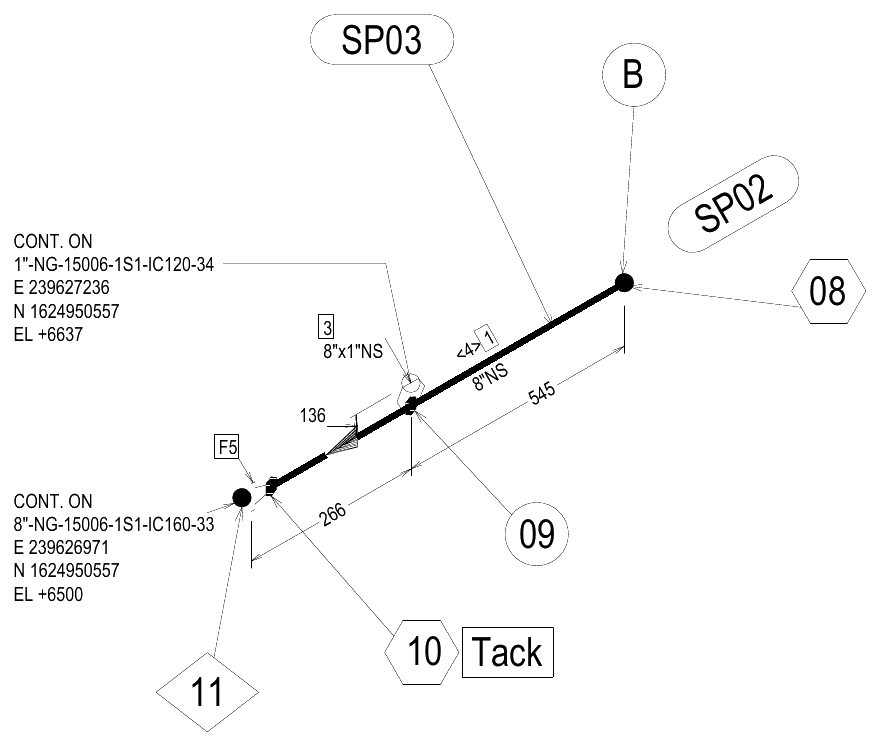 SP03
B
SP02
CONT. ON
1"-NG-15006-1S1-IC120-34
E 239627236
N 1624950557
EL +6637
08
3
8"x1"NS
<4> 1
8"NS
545
136
F5
266
CONT. ON
8"-NG-15006-1S1-IC160-33
E 239626971
N 1624950557
EL +6500
09
10 Tack
11